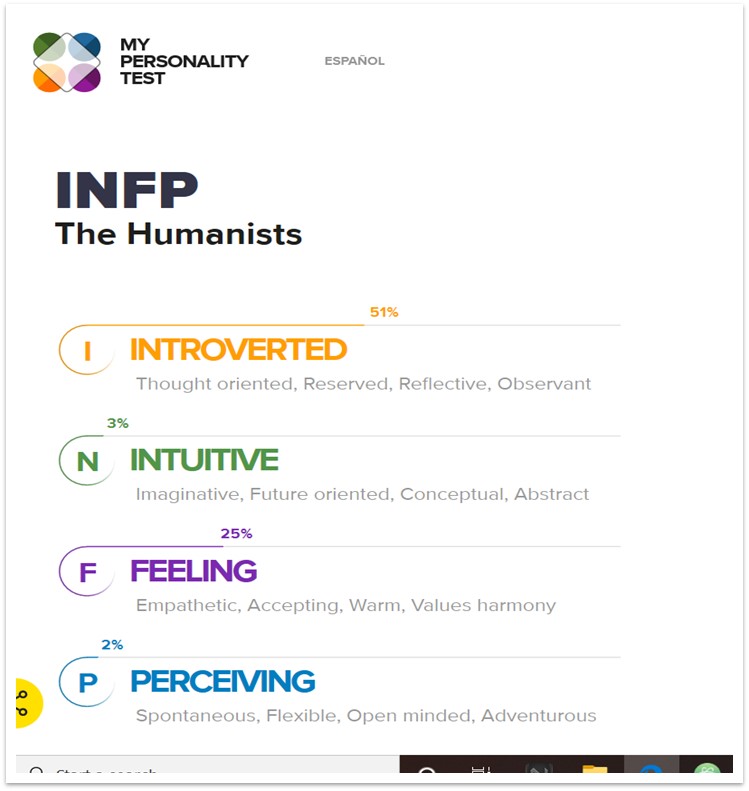 MY
PERSONALITY
TEST
ESPAÑOL
INFP
The Humanists
51%
I INTROVERTED
Thought oriented, Reserved, Reflective, Observant
3%
N INTUITIVE
Imaginative, Future oriented, Conceptual, Abstract
25%
F FEELING
Empathetic, Accepting, Warm, Values harmony
2%
P PERCEIVING
Spontaneous, Flexible, Open minded, Adventurous
Start a search